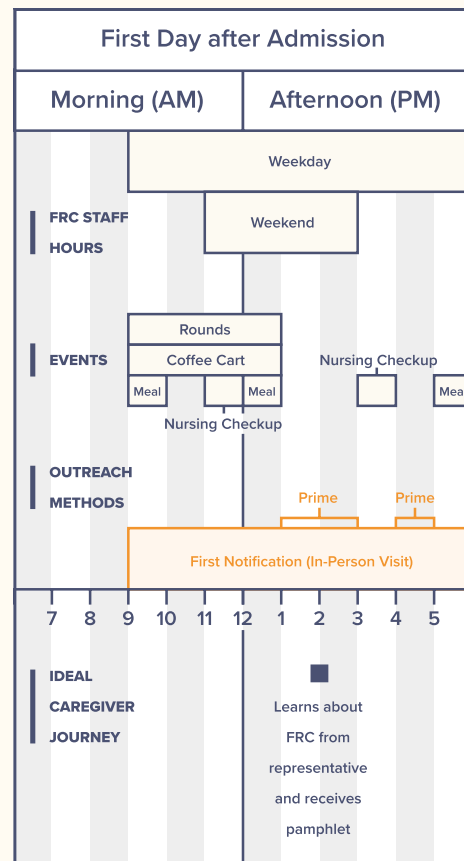 First Day after Admission
Morning (AM)
Afternoon (PM)
Weekday
FRC STAFF
HOURS
Weekend
Rounds
EVENTS
Coffee Cart
Nursing Checkup
Meal
Meal
Mea
Nursing Checkup
OUTREACH
METHODS
Prime
Prime
First Notification (In-Person Visit)
7 8 9 10 11 12 1 2 3 4 5
IDEAL
CAREGIVER
JOURNEY
Learns about
FRC from
representative
and receives
pamphlet